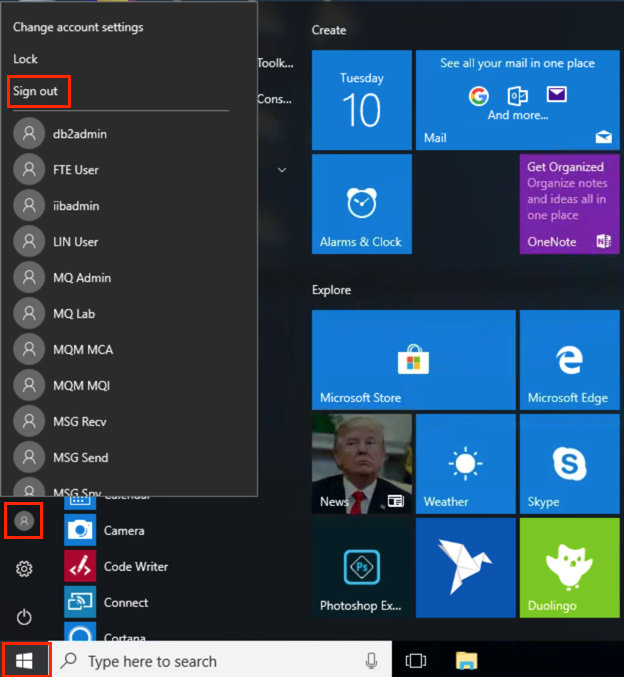 Change account settings
Lock
Sign out
db2admin
FTE User
iibadmin
LIN User
MQ Admin
MQ Lab
MQM MCA
MQM MQI
MSG Recv
MSG Send
MSG Spy
Toolk...
Cons...
Calendar
Camera
Code Writer
Connect
Cortana
Type here to search
Create
Tuesday
10
See all your mail in one place
And more...
Mail
Alarms & Clock
Get Organized
Organize notes
and ideas all in
one place
OneNote
Explore
Microsoft Store
Microsoft Edge
News
Weather
Skype
Ps
Photoshop Ex...
Duolingo